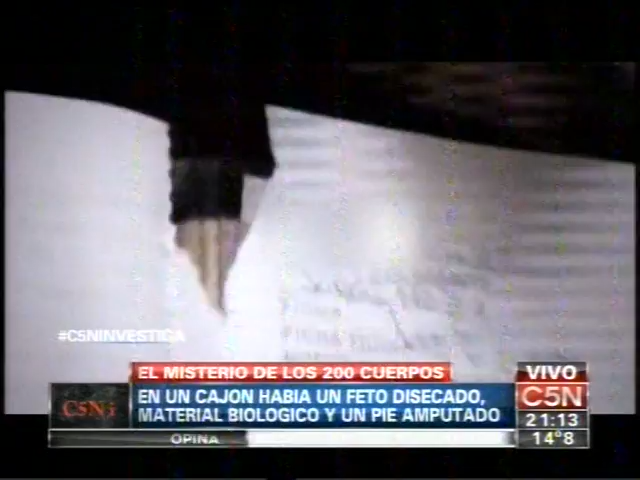 #C5NINVESTIGA
EL MISTERIO DE LOS 200 CUERPOS
EN UN CAJON HABIA UN FETO DISECADO,
MATERIAL BIOLOGICO Y UN PIE AMPUTADO
C5Ni
OPINA
VIVO
C5N
21:13
14°8